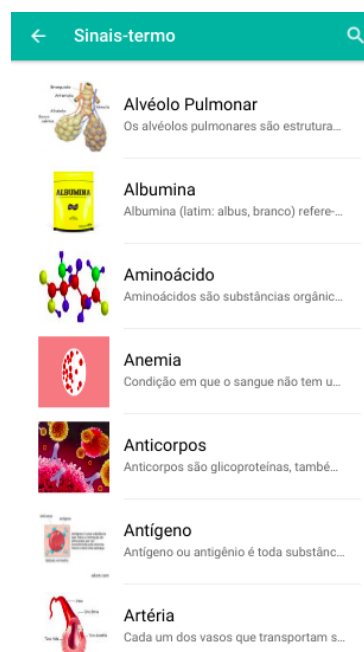 Sinais-termo
Alvéolo Pulmonar
Os alvéolos pulmonares são estrutura...
ALBUMINA
Albumina
Albumina (latim: albus, branco) refere-...
Aminoácido
Aminoácidos são substâncias orgânic...
Anemia
Condição em que o sangue não tem u...
Anticorpos
Anticorpos são glicoproteínas, també...
Antígeno
Antígeno ou antigênio é toda substânc...
Artéria
Cada um dos vasos que transportam s...